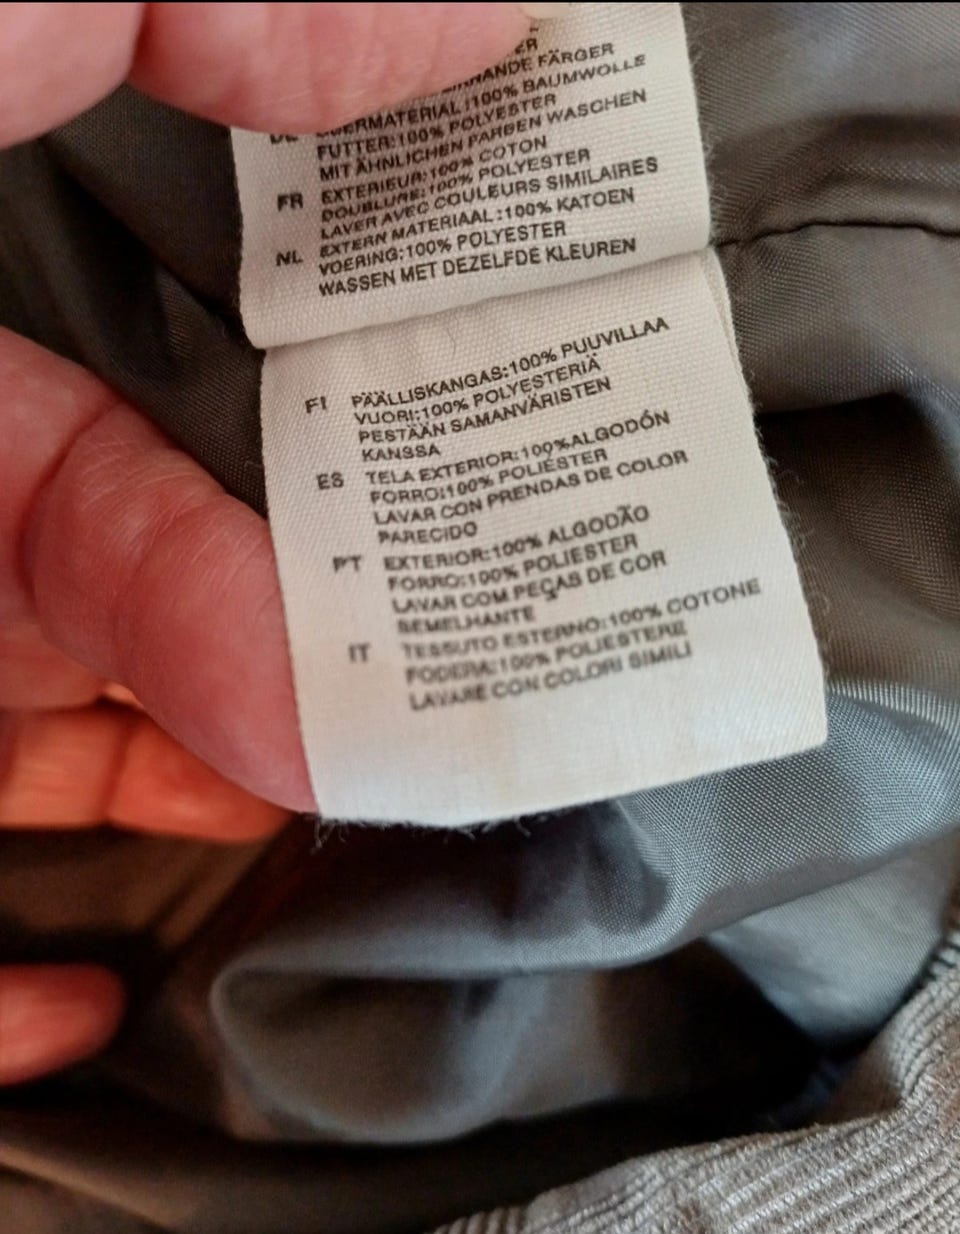 FÄRGER
DE ÖBERMATERIAL:100% BAUMWOLLE
FUTTER:100% POLYESTER
MIT ÄHNLICHEN FARBEN WASCHEN
FR EXTERIEUR:100% COTON
DOUBLURE:100% POLYESTER
LAVER AVEC COULEURS SIMILAIRES
NL EXTERN MATERIAAL:100% KATOEN
VOERING:100% POLYESTER
WASSEN MET DEZELFDE KLEUREN
FI PÄÄLLISKANGAS:100% PUUVILLAA
VUORI:100% POLYESTERIÄ
PESTÄÄN SAMANVÄRISTEN
KANSSA
ES TELA EXTERIOR:100%ALGODÓN
FORRO:100% POLIÉSTER
LAVAR CON PRENDAS DE COLOR
PARECIDO
PT EXTERIOR:100% ALGODÃO
FORRO:100% POLIESTER
LAVAR COM PEÇAS DE COR
SEMELHANTE
IT TESSUTO ESTERNO:100% COTONE
FODERA:100% POLIESTERE
LAVARE CON COLORI SIMILI